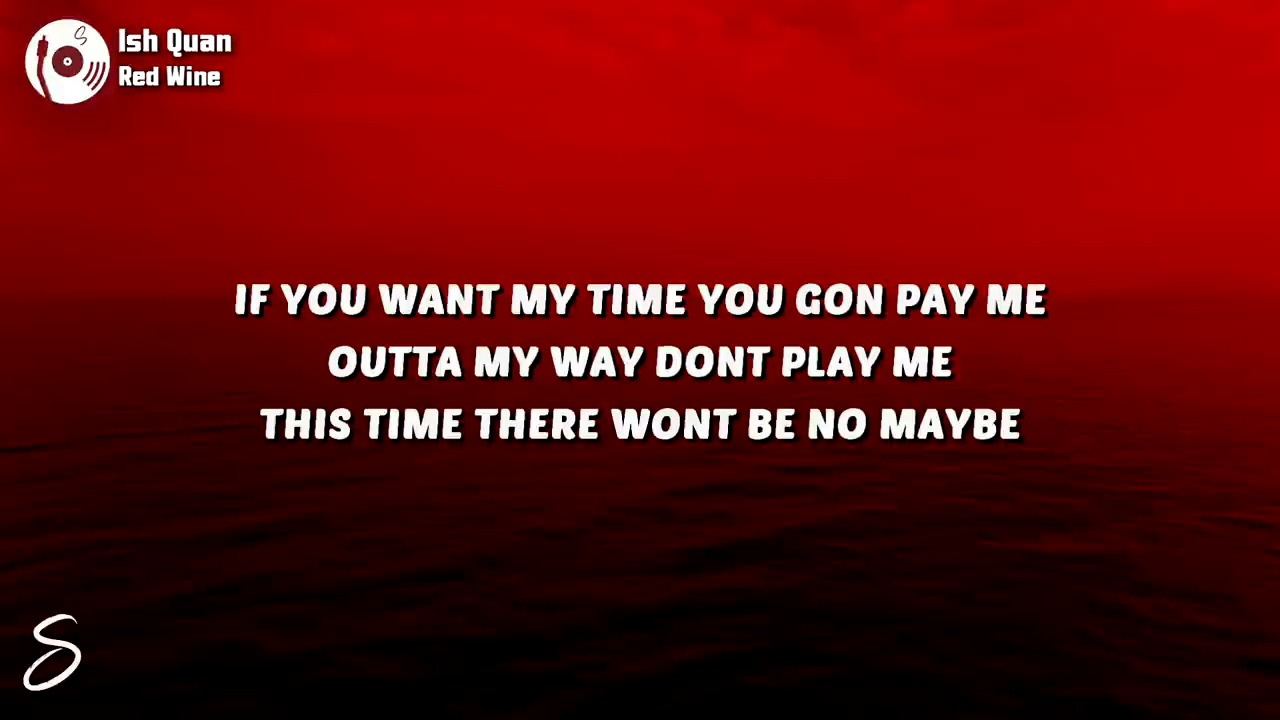 Ish Quan
Red Wine
IF YOU WANT MY TIME YOU GON PAY ME
OUTTA MY WAY DONT PLAY ME
THIS TIME THERE WONT BE NO MAYBE
S